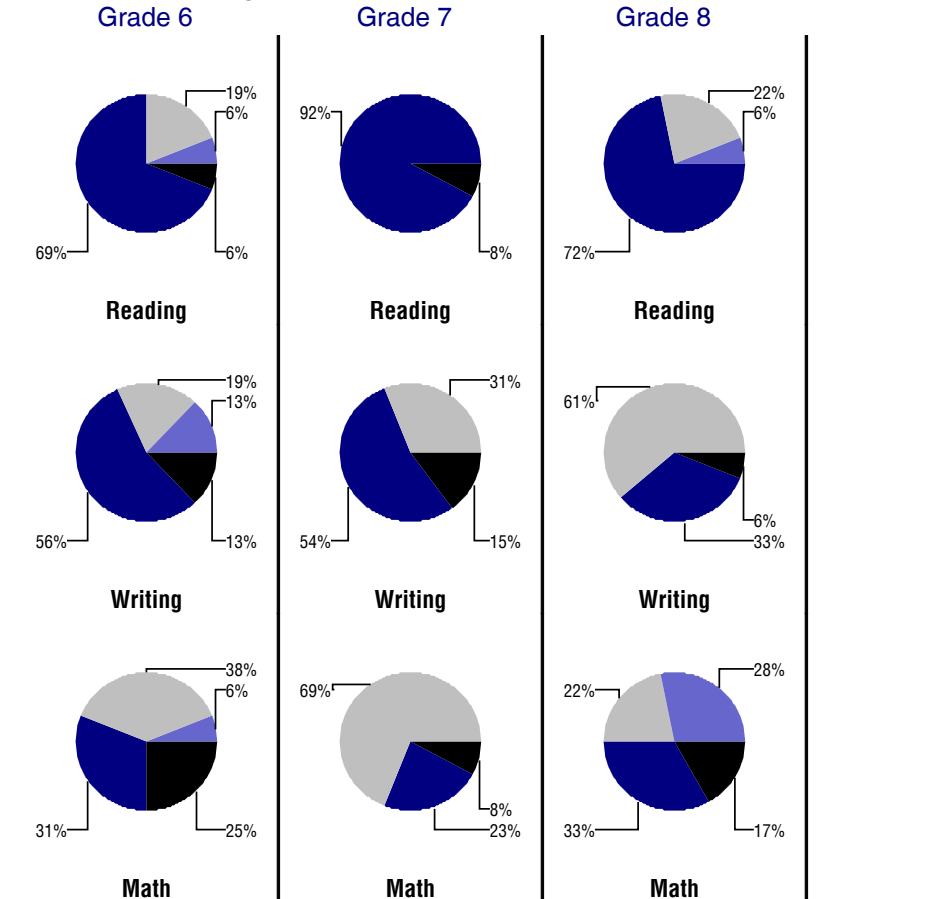 Grade 6 Grade 7 Grade 8
19% 22%
6% 92% 6%
69% 6% 8% 72%
Reading Reading Reading
19% 31%
13% 61%
6%
56% 13% 54% 15% 33%
Writing Writing Writing
38% 28%
6% 69% 22%
8%
31% 25% 23% 33% 17%
Math Math Math